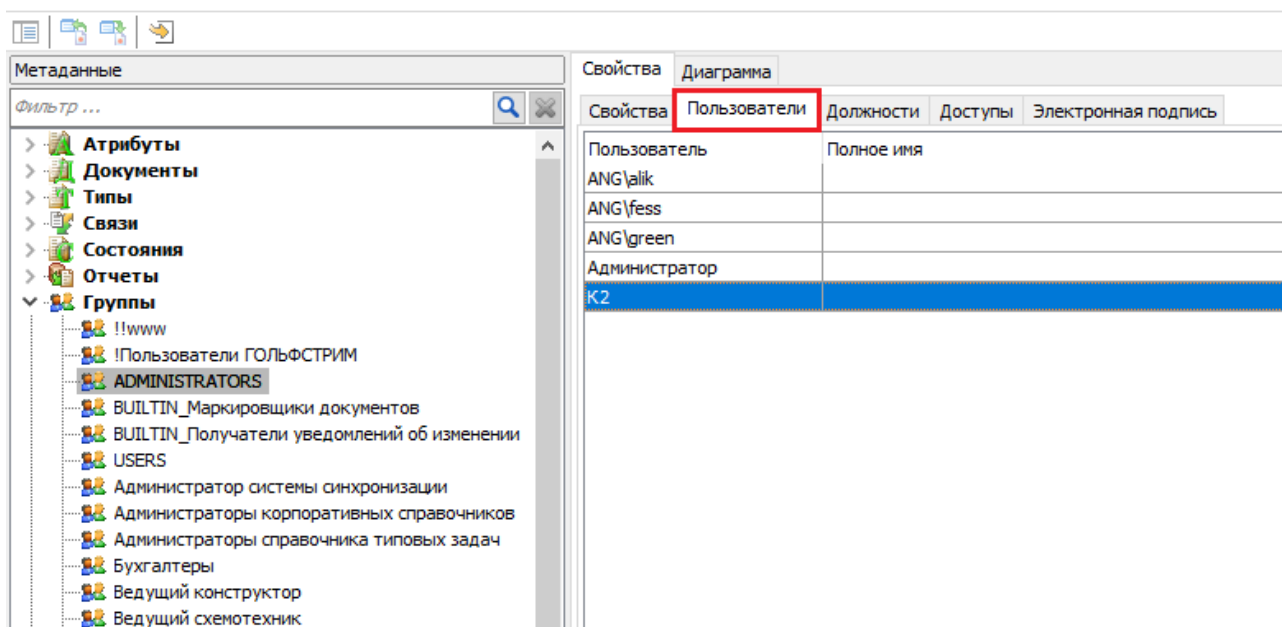 Метаданные
Фильтр ...
Атрибуты
Документы
Типы
Связи
Состояния
Отчеты
Группы
!!www
!Пользователи ГОЛЬФСТРИМ
ADMINISTRATORS
BUILTIN_Маркировщики документов
BUILTIN_Получатели уведомлений об изменении
USERS
Администратор системы синхронизации
Администраторы корпоративных справочников
Администраторы справочника типовых задач
Бухгалтеры
Ведущий конструктор
Ведущий схемотехник
Свойства Диаграмма
Свойства Пользователи Должности Доступы Электронная подпись
Пользователь Полное имя
ANG\alik
ANG\fess
ANG\green
Администратор
K2